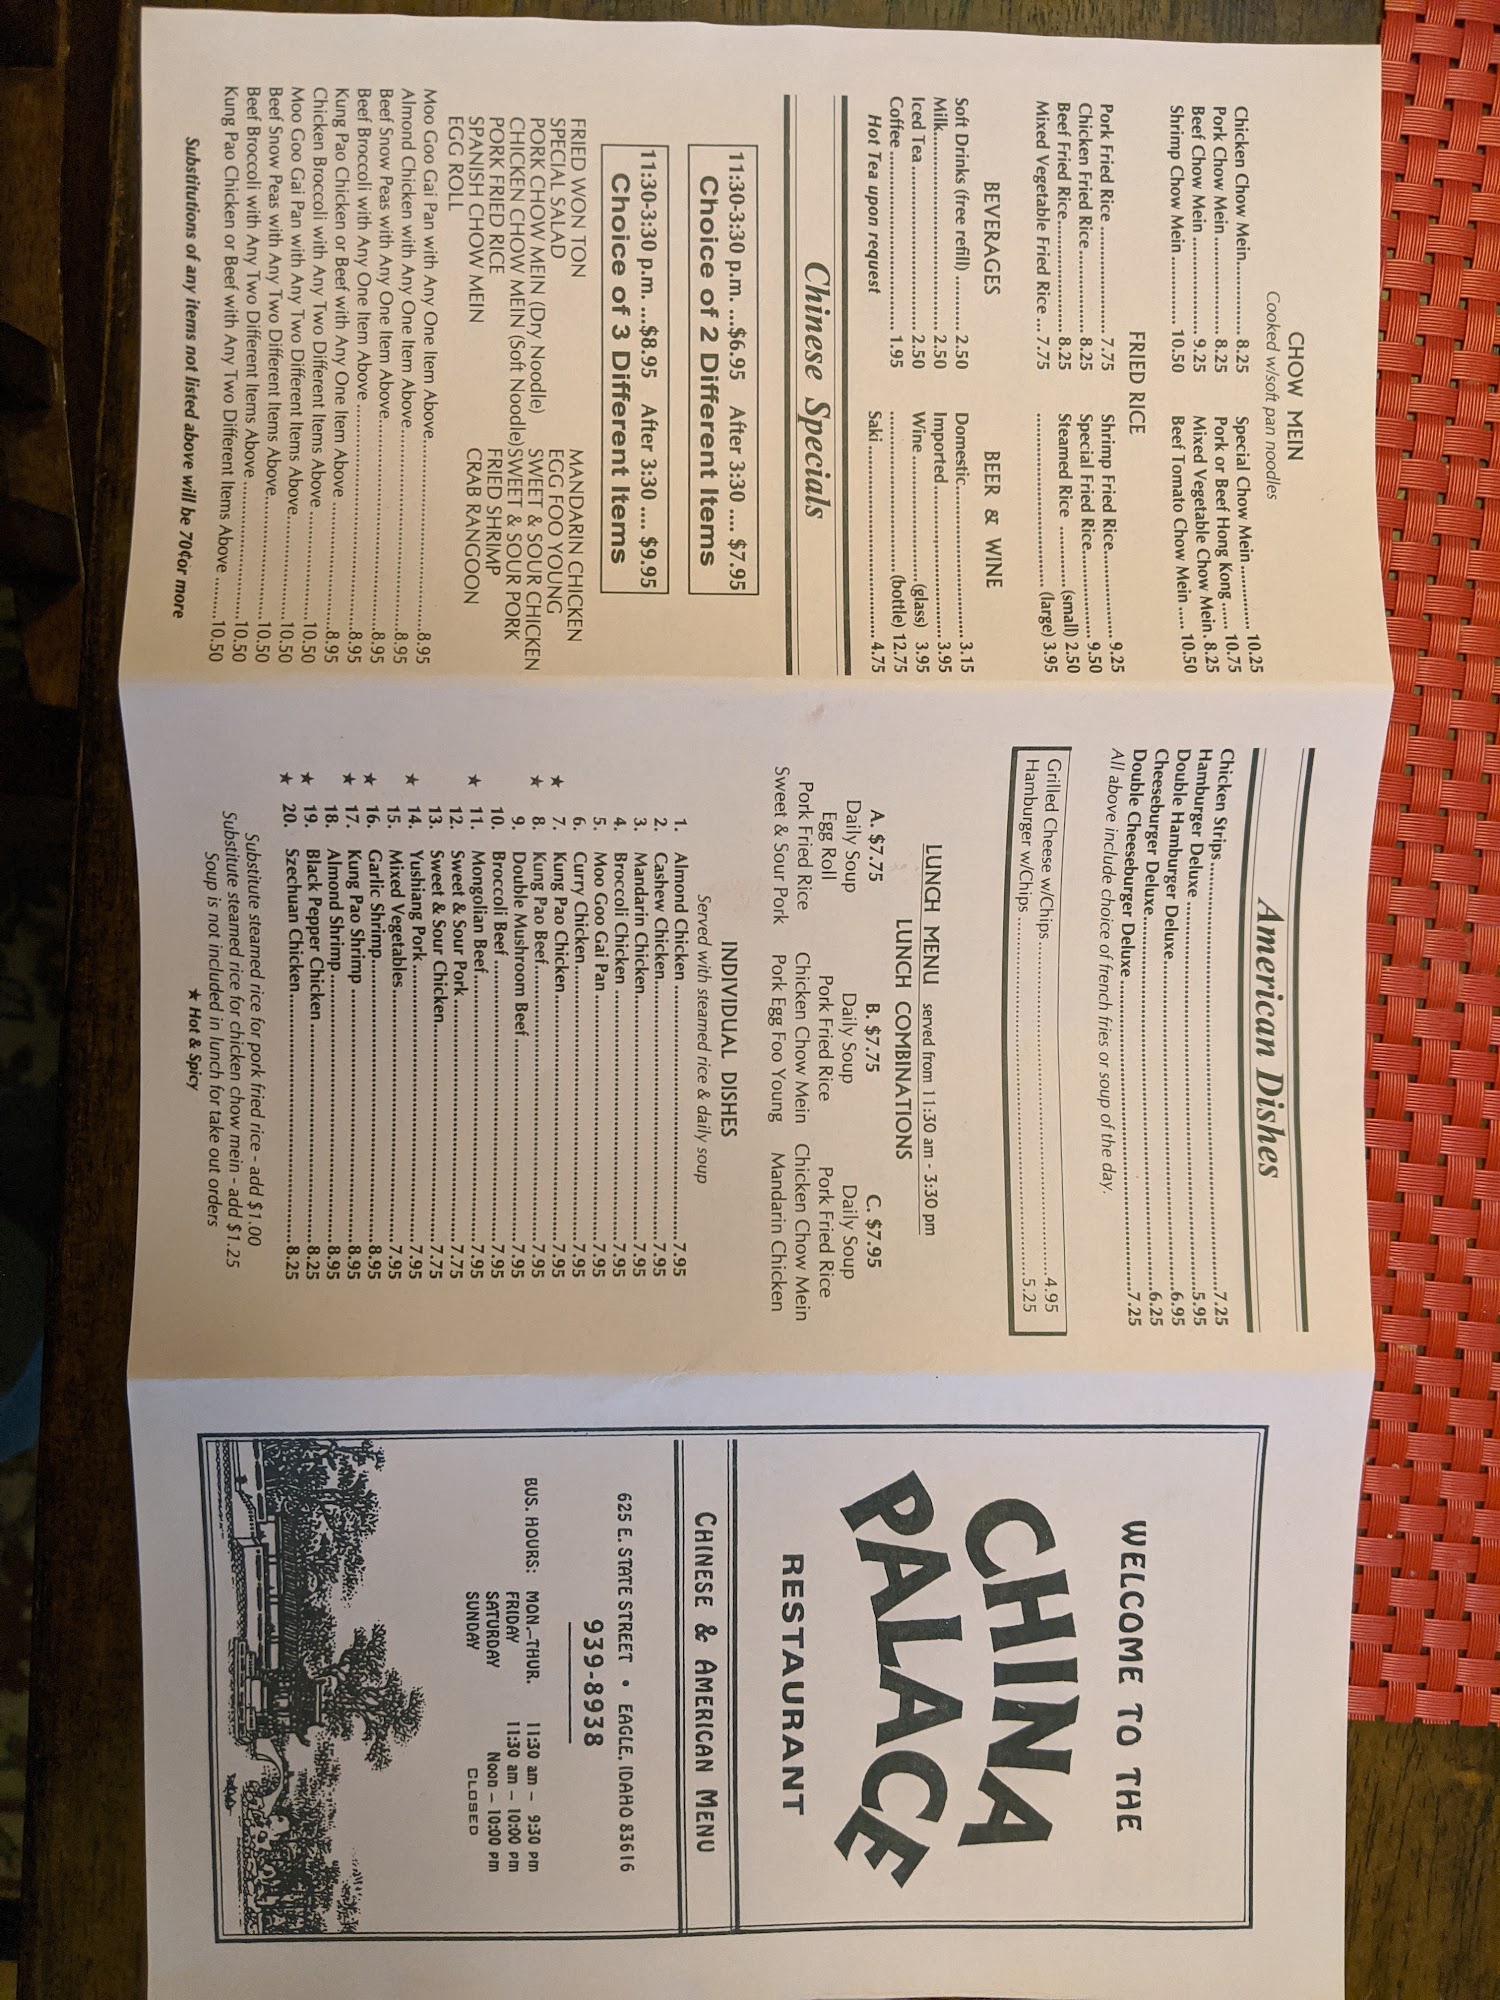 CHOW MEIN
Cooked w/soft pan noodles
Chicken Chow Mein............ 8.25
Pork Chow Mein............... 8.25
Beef Chow Mein ............... 9.25
Shrimp Chow Mein ........... 10.50
Special Chow Mein ............. 10.25
Pork or Beef Hong Kong ...... 10.75
Mixed Vegetable Chow Mein . 8.25
Beef Tomato Chow Mein ..... 10.50
FRIED RICE
Pork Fried Rice ................... 7.75
Chicken Fried Rice .............. 8.25
Beef Fried Rice.................... 8.25
Mixed Vegetable Fried Rice ... 7.75
Shrimp Fried Rice................ 9.25
Special Fried Rice................ 9.50
Steamed Rice ............(small) 2.50
................................ (large) 3.95
BEVERAGES
Soft Drinks (free refill) .......... 2.50
Milk................................... 2.50
Iced Tea ............................. 2.50
Coffee ............................... 1.95
Hot Tea upon request
BEER & WINE
Domestic............................ 3.15
Imported............................ 3.95
Wine ........................(glass) 3.95
................................(bottle) 12.75
Saki ................................... 4.75
Chinese Specials
11:30-3:30 p.m. ...$6.95 After 3:30 .... $7.95
Choice of 2 Different Items
11:30-3:30 p.m. ...$8.95 After 3:30 .... $9.95
Choice of 3 Different Items
FRIED WON TON
SPECIAL SALAD
PORK CHOW MEIN (Dry Noodle)
CHICKEN CHOW MEIN (Soft Noodle)
PORK FRIED RICE
SPANISH CHOW MEIN
EGG ROLL
MANDARIN CHICKEN
EGG FOO YOUNG
SWEET & SOUR CHICKEN
SWEET & SOUR PORK
FRIED SHRIMP
CRAB RANGOON
Moo Goo Gai Pan with Any One Item Above..............................8.95
Almond Chicken with Any One Item Above...............................8.95
Beef Snow Peas with Any One Item Above................................8.95
Beef Broccoli with Any One Item Above ..................................8.95
Kung Pao Chicken or Beef with Any One Item Above ..................8.95
Chicken Broccoli with Any Two Different Items Above ................10.50
Moo Goo Gai Pan with Any Two Different Items Above...............10.50
Beef Snow Peas with Any Two Different Items Above..................10.50
Beef Broccoli with Any Two Different Items Above .....................10.50
Kung Pao Chicken or Beef with Any Two Different Items Above ......10.50
Substitutions of any items not listed above will be 70¢or more
American Dishes
Chicken Strips......................................................7.25
Hamburger Deluxe ...............................................5.95
Double Hamburger Deluxe.....................................6.95
Cheeseburger Deluxe............................................6.25
Double Cheeseburger Deluxe .................................7.25
All above include choice of french fries or soup of the day.
Grilled Cheese w/Chips..........................................4.95
Hamburger w/Chips ..............................................5.25
LUNCH MENU served from 11:30 am - 3:30 pm
LUNCH COMBINATIONS
A. $7.75
Daily Soup
Egg Roll
Pork Fried Rice
Sweet & Sour Pork
B. $7.75
Daily Soup
Pork Fried Rice
Chicken Chow Mein
Pork Egg Foo Young
C. $7.95
Daily Soup
Pork Fried Rice
Chicken Chow Mein
Mandarin Chicken
INDIVIDUAL DISHES
Served with steamed rice & daily soup
1. Almond Chicken ..........................................7.95
2. Cashew Chicken..........................................7.95
3. Mandarin Chicken........................................7.95
4. Broccoli Chicken .........................................7.95
5. Moo Goo Gai Pan ........................................7.95
6. Curry Chicken.............................................7.95
★ 7. Kung Pao Chicken........................................7.95
★ 8. Kung Pao Beef............................................7.95
9. Double Mushroom Beef.................................7.95
10. Broccoli Beef .............................................7.95
★ 11. Mongolian Beef...........................................7.95
12. Sweet & Sour Pork .......................................7.75
13. Sweet & Sour Chicken...................................7.75
★ 14. Yushiang Pork ............................................7.95
15. Mixed Vegetables.........................................7.95
★ 16. Garlic Shrimp.............................................8.95
★ 17. Kung Pao Shrimp ........................................8.95
18. Almond Shrimp...........................................8.95
★ 19. Black Pepper Chicken ...................................8.25
★ 20. Szechuan Chicken........................................8.25
Substitute steamed rice for pork fried rice - add $1.00
Substitute steamed rice for chicken chow mein - add $1.25
Soup is not included in lunch for take out orders
★ Hot & Spicy
WELCOME TO THE
CHINA
PALACE
RESTAURANT
CHINESE & AMERICAN MENU
625 E. STATE STREET • EAGLE, IDAHO 83616
939-8938
BUS. HOURS: MON.–THUR. 11:30 am – 9:30 pm
FRIDAY 11:30 am – 10:00 pm
SATURDAY Noon – 10:00 pm
SUNDAY CLOSED